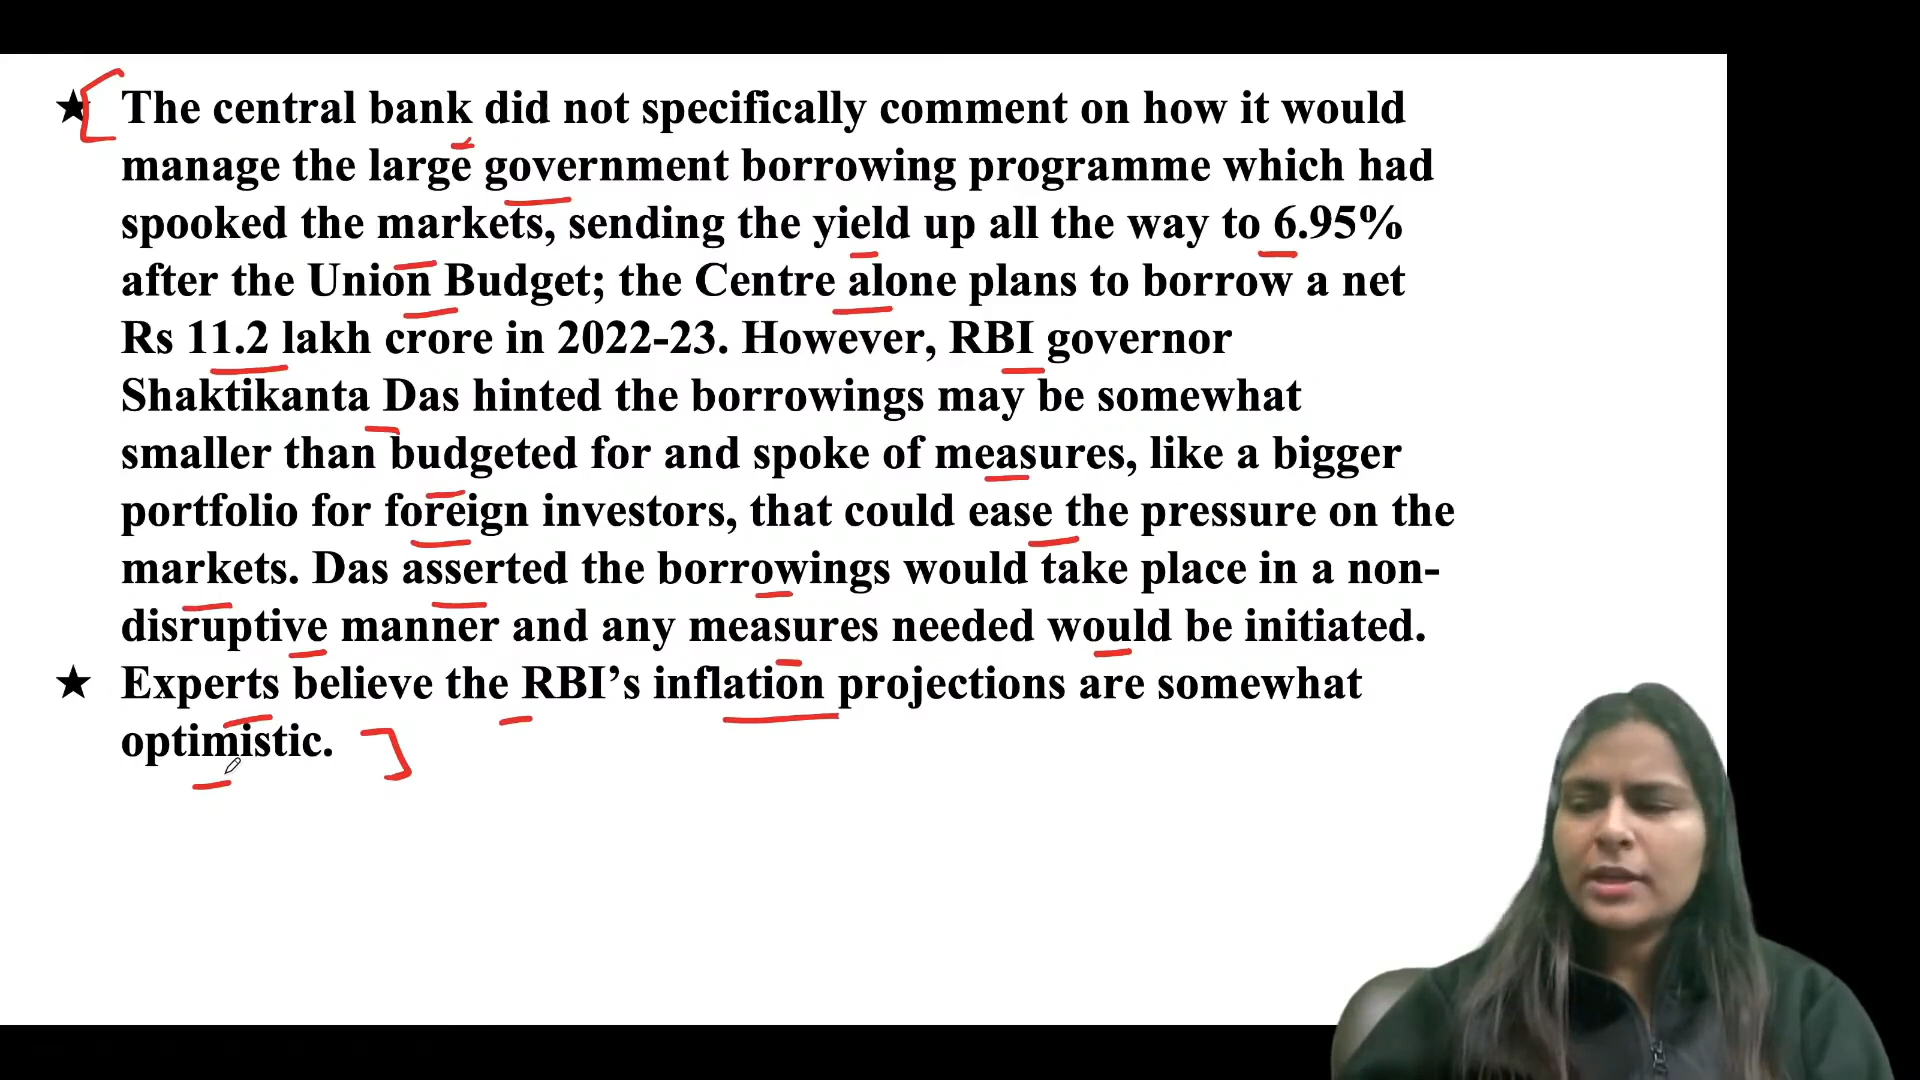 ★ The central bank did not specifically comment on how it would
manage the large government borrowing programme which had
spooked the markets, sending the yield up all the way to 6.95%
after the Union Budget; the Centre alone plans to borrow a net
Rs 11.2 lakh crore in 2022-23. However, RBI governor
Shaktikanta Das hinted the borrowings may be somewhat
smaller than budgeted for and spoke of measures, like a bigger
portfolio for foreign investors, that could ease the pressure on the
markets. Das asserted the borrowings would take place in a non-
disruptive manner and any measures needed would be initiated.
★ Experts believe the RBI’s inflation projections are somewhat
optimistic.